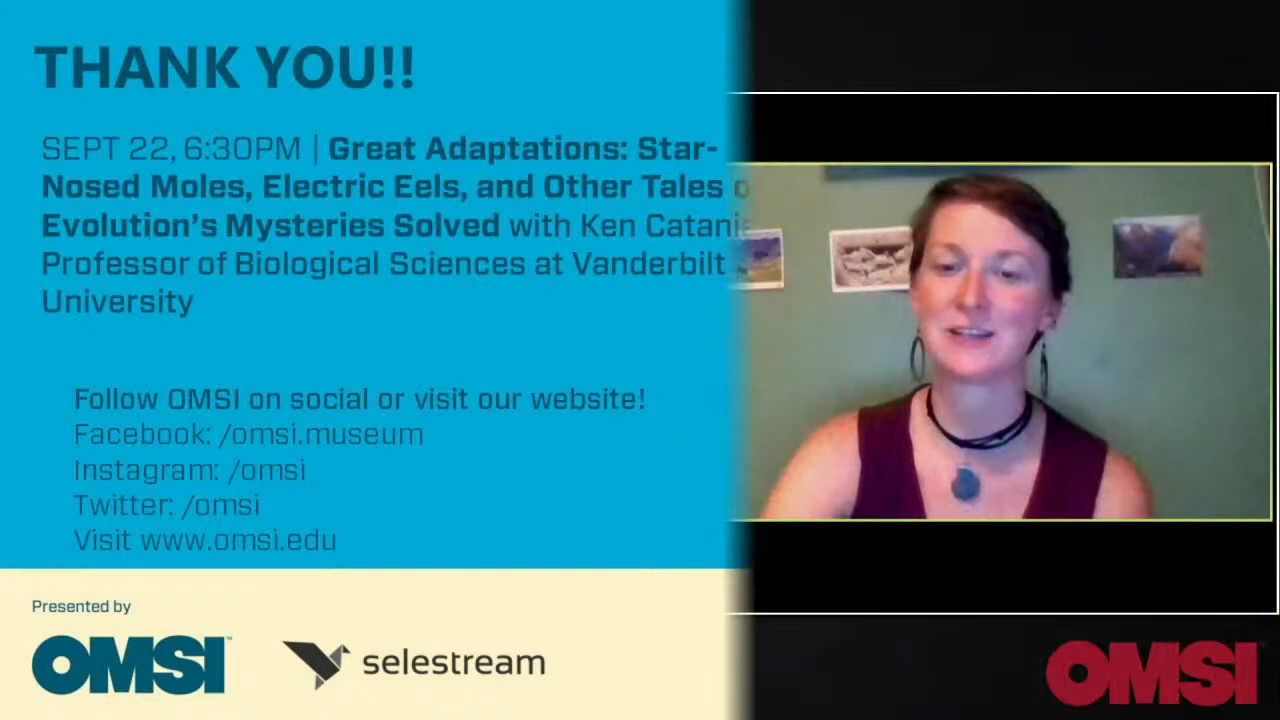 THANK YOU!!
SEPT 22, 6:30PM | Great Adaptations: Star-
Nosed Moles, Electric Eels, and Other Tales
Evolution's Mysteries Solved with Ken
Professor of Biological Sciences at Vanderbilt
University
Follow OMSI on social or visit our website!
Facebook: /omsi.museum
Instagram: /omsi
Twitter: /omsi
Visit www.omsi.edu
Presented by
OMSI™
selestream
OMSI